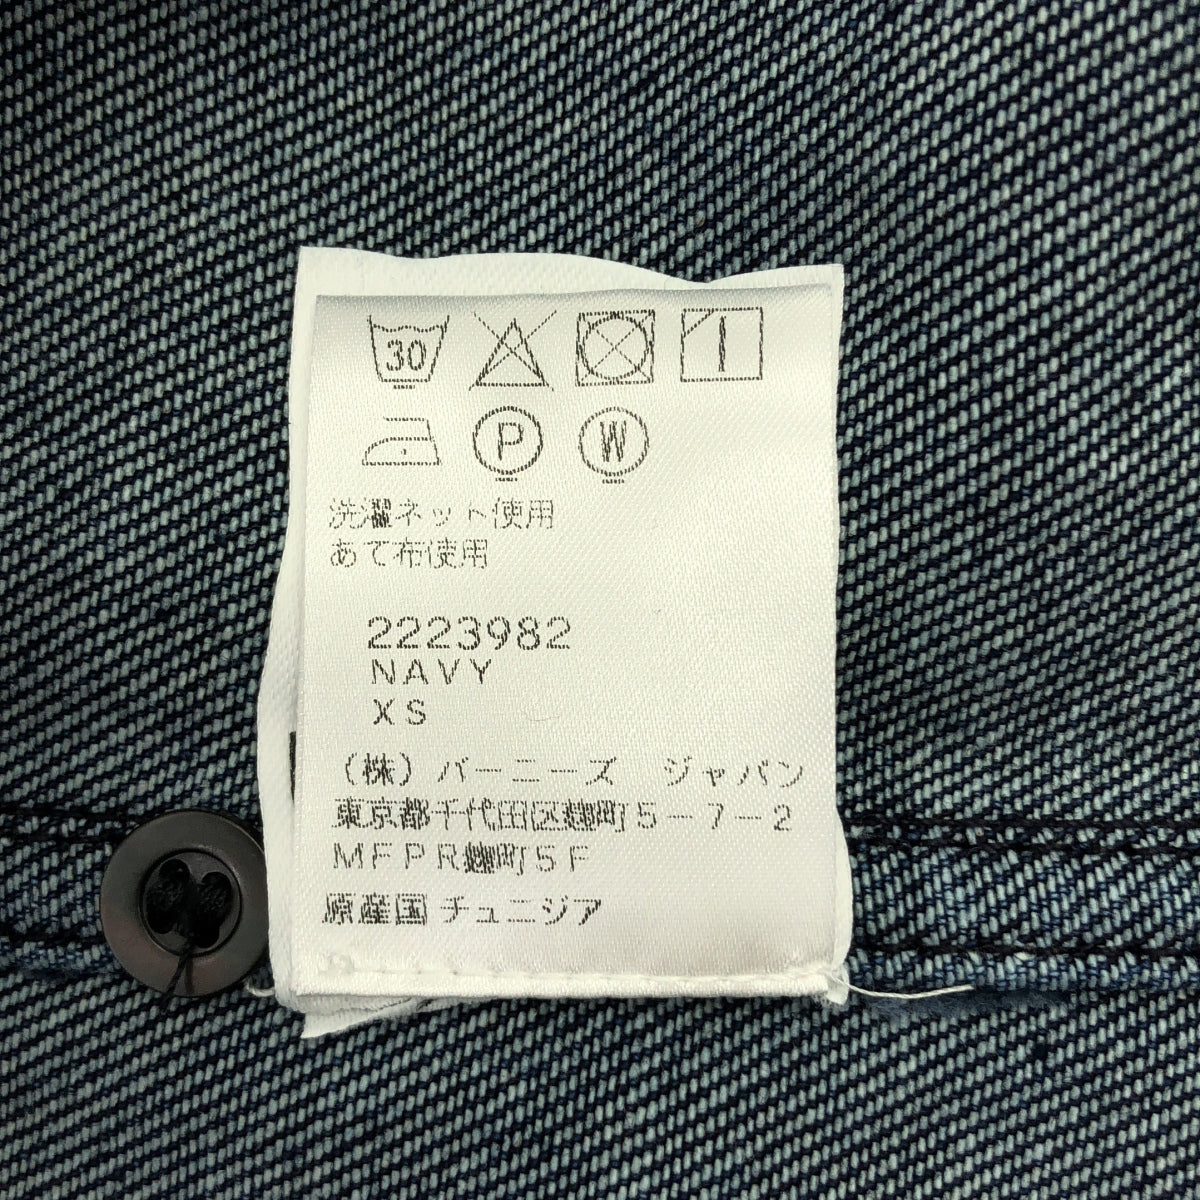 30
P W
洗濯ネット使用
あて布使用
2223982
NAVY
XS
(株)バーニーズ ジャパン
東京都千代田区麹町5-7-2
MFPR麹町5F
原産国 チュニジア